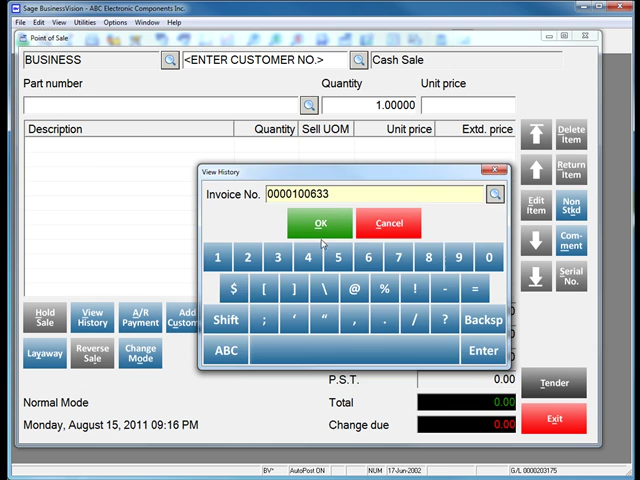 Sage BusinessVision - ABC Electronic Components Inc.
File Edit View Utilities Options Window Help
Point of Sale
BUSINESS <ENTER CUSTOMER NO.> Cash Sale
Part number Quantity Unit price
1.00000
Description Quantity Sell UOM Unit price Extd. price
Delete Item
Return Item
Edit Item
Non Stkd
Com-ment
Serial No.
View History
Invoice No. 0000100633
OK Cancel
1 2 3 4 5 6 7 8 9 0
$ [ ] \ @ % ! - =
Shift ; ‘ “ , . / ? Backsp
ABC Enter
Hold Sale
View History
A/R Payment
Add Custom
Layaway
Reverse Sale
Change Mode
P.S.T. 0.00
Normal Mode Total 0.00
Monday, August 15, 2011 09:16 PM Change due 0.00
Tender
Exit
BV* AutoPost ON NUM 17-Jun-2002 G/L 0000203175